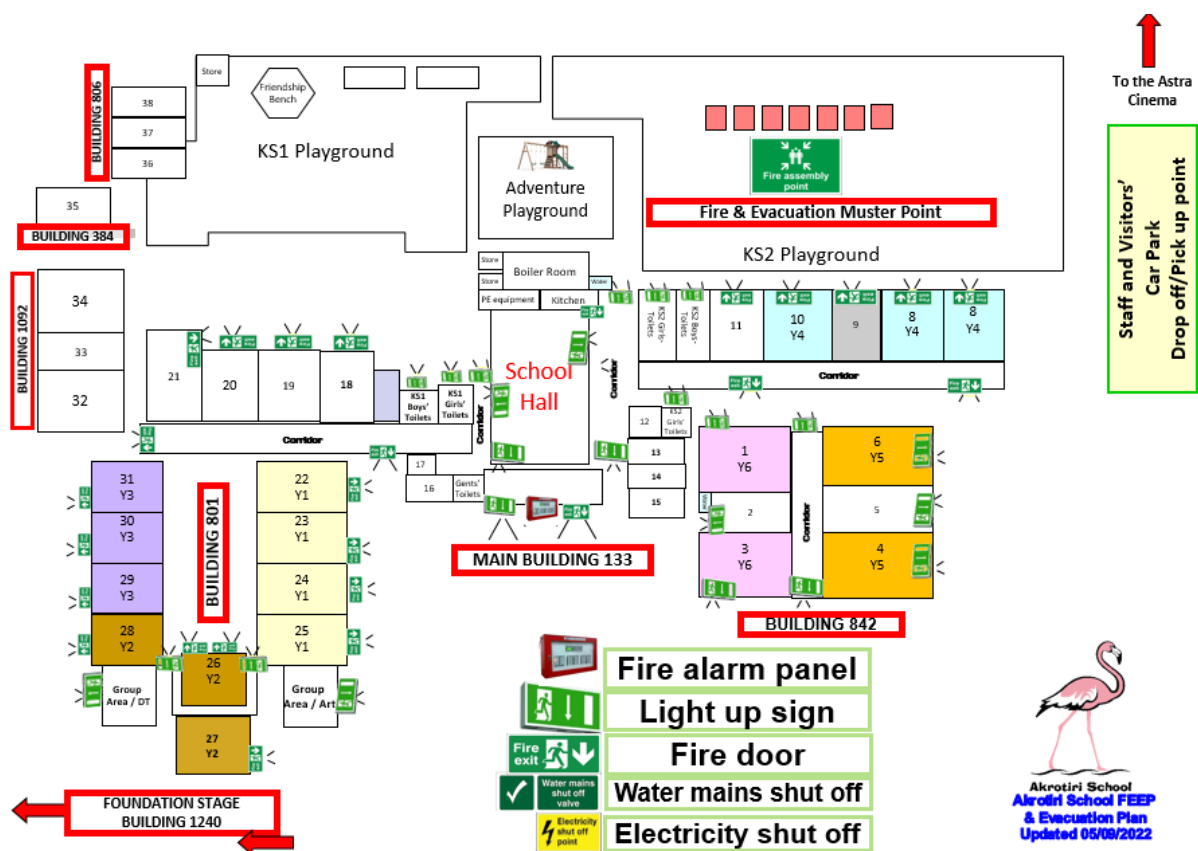 To the Astra
Cinema
Staff and Visitors'
Car Park
Drop off/Pick up point
Store
Friendship
Bench
KS1 Playground
BUILDING 806
38
37
36
35
BUILDING 384
Adventure
Playground
Fire assembly
point
Fire & Evacuation Muster Point
KS2 Playground
BUILDING 1092
34
33
32
Store
Store
Boiler Room
PE equipment
Kitchen
School
Hall
KS2 Girls'
Toilets
KS2 Boys'
Toilets
11
10
Y4
9
8
Y4
8
Y4
Corridor
Fire
exit
21
20
19
18
KS1
Boys'
Toilets
KS1
Girls'
Toilets
Corridor
Corridor
Corridor
17
16
Gents'
Toilets
12
KS2
Girls'
Toilets
13
14
15
MAIN BUILDING 133
1
Y6
2
3
Y6
Corridor
6
Y5
5
4
Y5
BUILDING 842
31
Y3
30
Y3
29
Y3
28
Y2
BUILDING 801
22
Y1
23
Y1
24
Y1
25
Y1
26
Y2
Group
Area / DT
Group
Area / Art
27
Y2
FOUNDATION STAGE
BUILDING 1240
Fire alarm panel
Light up sign
Fire
exit
Fire door
Water mains
shut off
valve
Water mains shut off
Electricity
shut off
point
Electricity shut off
Akrotiri School
Akrotiri School FEEP
& Evacuation Plan
Updated 05/09/2022